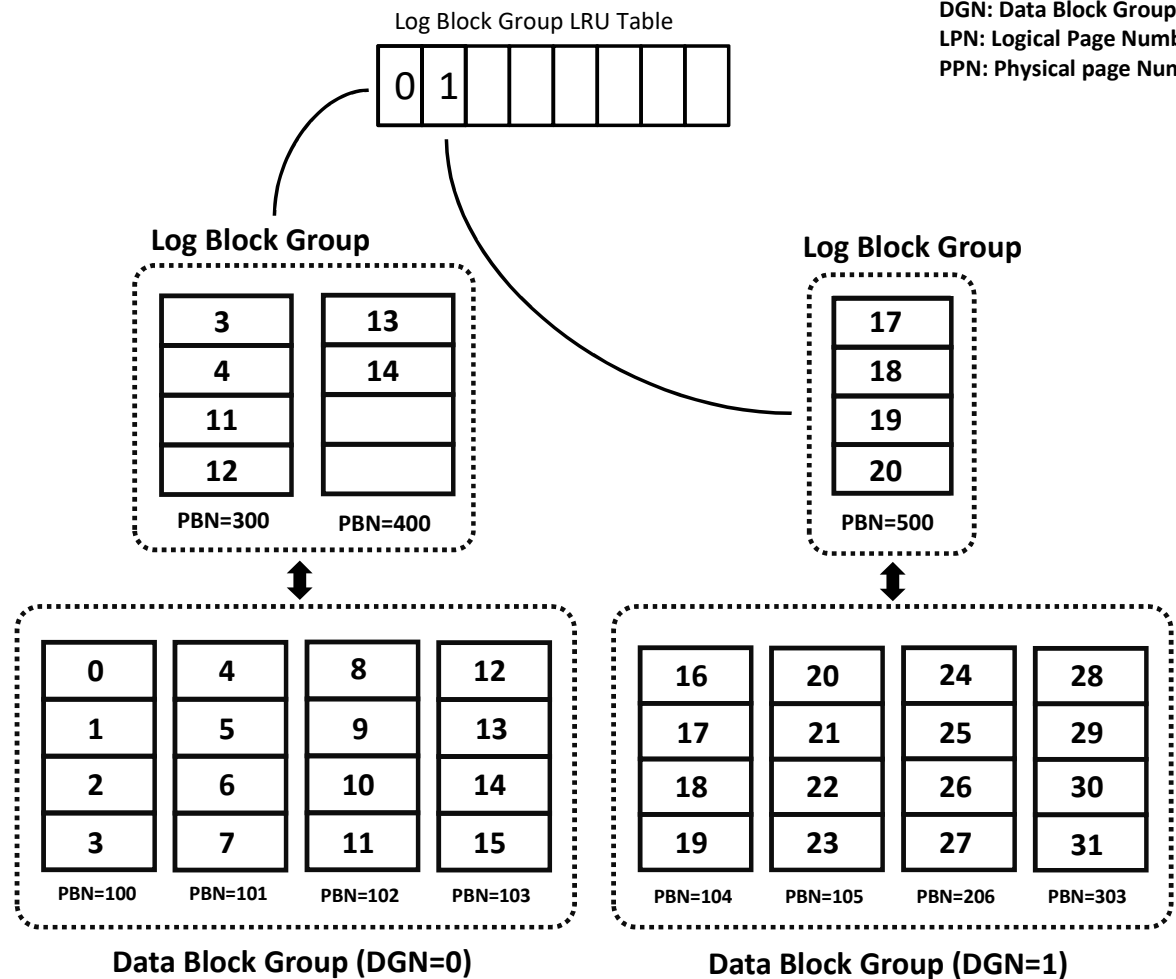 DGN: Data Block Group
LPN: Logical Page
PPN: Physical page
Log Block Group LRU Table
0 1
Log Block Group
3 13
4 14
11
12
PBN=300 PBN=400
Log Block Group
17
18
19
20
PBN=500
0 4 8 12
1 5 9 13
2 6 10 14
3 7 11 15
PBN=100 PBN=101 PBN=102 PBN=103
Data Block Group (DGN=0)
16 20 24 28
17 21 25 29
18 22 26 30
19 23 27 31
PBN=104 PBN=105 PBN=206 PBN=303
Data Block Group (DGN=1)